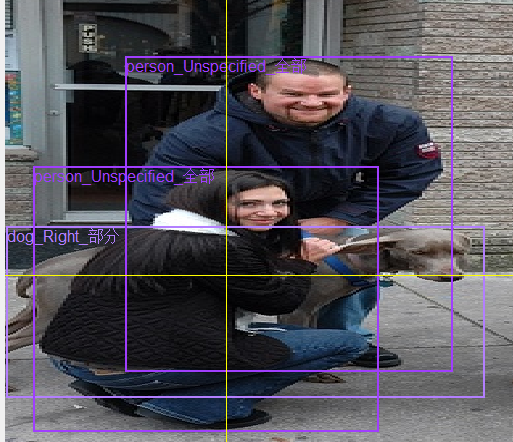 PUSH
person_Unspecified_全部
person_Unspecified_全部
dog_Right_部分